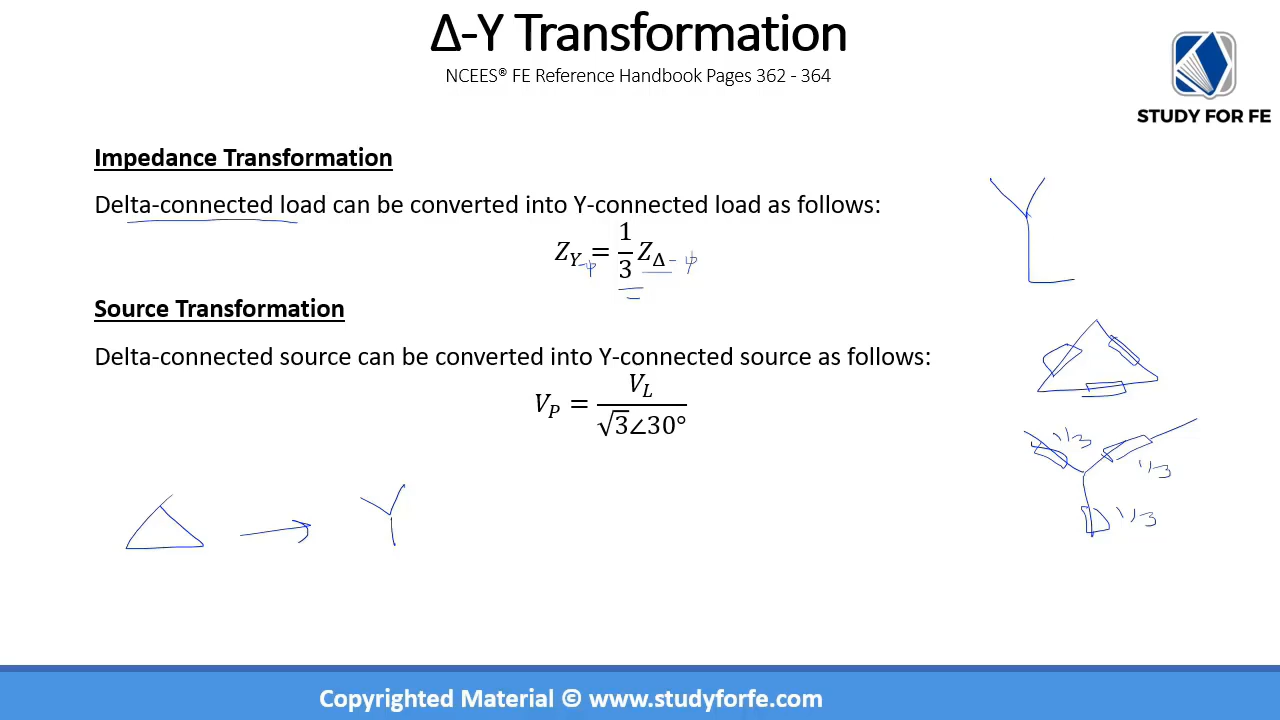 Δ-Y Transformation
NCEES® FE Reference Handbook Pages 362 - 364
STUDY FOR FE
Impedance Transformation
Delta-connected load can be converted into Y-connected load as follows:
Z_Y-φ = 1/3 Z_Δ-φ
Source Transformation
Delta-connected source can be converted into Y-connected source as follows:
V_P = V_L / √3∠30°
Y
1/3
1/3
1/3
Δ → Y
Copyrighted Material © www.studyforfe.com